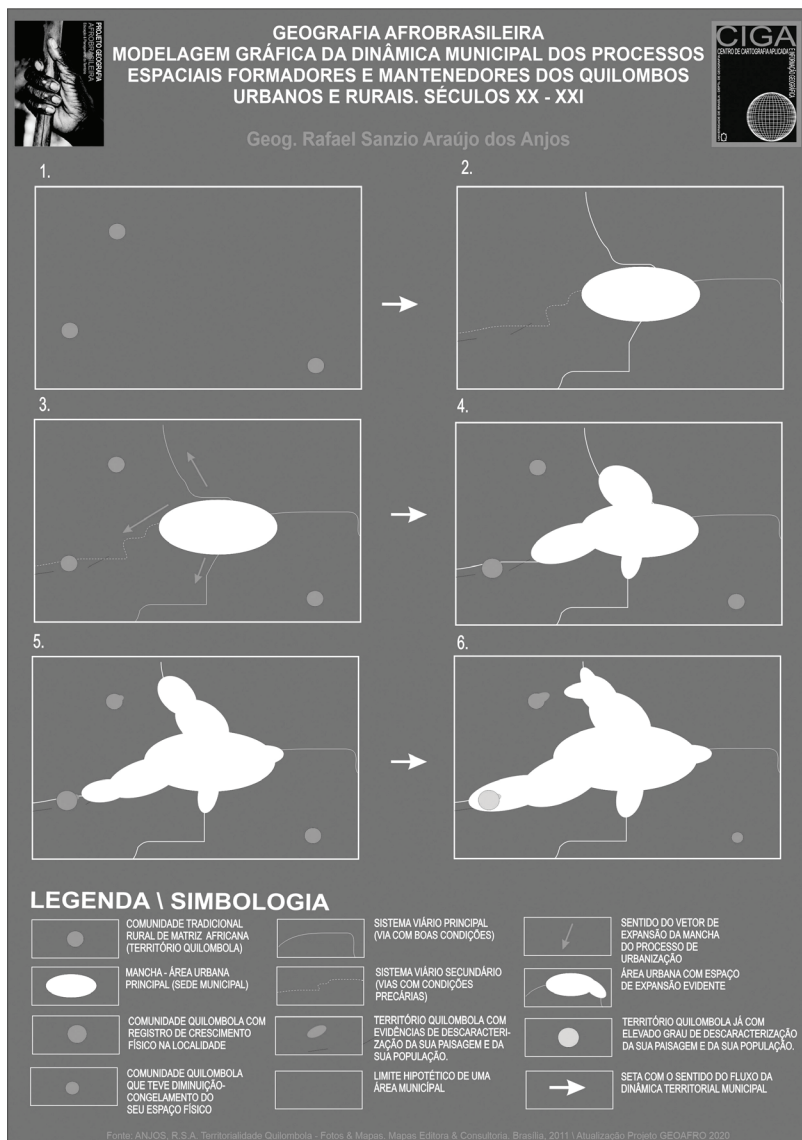 PROJETO GEOGRAFIA
AFROBRASILEIRA
GEOGRAFIA AFROBRASILEIRA
MODELAGEM GRÁFICA DA DINÂMICA MUNICIPAL DOS PROCESSOS
ESPACIAIS FORMADORES E MANTENEDORES DOS QUILOMBOS
URBANOS E RURAIS. SÉCULOS XX - XXI
Geog. Rafael Sanzio Araújo dos Anjos
CIGA
CENTRO DE CARTOGRAFIA APLICADA
E INFORMAÇÃO GEOGRÁFICA
1.
2.
3.
4.
5.
6.
LEGENDA \ SIMBOLOGIA
COMUNIDADE TRADICIONAL
RURAL DE MATRIZ AFRICANA
(TERRITÓRIO QUILOMBOLA)
SISTEMA VIÁRIO PRINCIPAL
(VIA COM BOAS CONDIÇÕES)
SENTIDO DO VETOR DE
EXPANSÃO DA MANCHA
DO PROCESSO DE
URBANIZAÇÃO
MANCHA - ÁREA URBANA
PRINCIPAL (SEDE MUNICIPAL)
SISTEMA VIÁRIO SECUNDÁRIO
(VIAS COM CONDIÇÕES
PRECÁRIAS)
ÁREA URBANA COM ESPAÇO
DE EXPANSÃO EVIDENTE
COMUNIDADE QUILOMBOLA COM
REGISTRO DE CRESCIMENTO
FÍSICO NA LOCALIDADE
TERRITÓRIO QUILOMBOLA COM
EVIDÊNCIAS DE DESCARACTERI-
ZAÇÃO DA SUA PAISAGEM E DA
SUA POPULAÇÃO.
TERRITÓRIO QUILOMBOLA JÁ COM
ELEVADO GRAU DE DESCARACTERIZAÇÃO
DA SUA PAISAGEM E DA SUA POPULAÇÃO.
COMUNIDADE QUILOMBOLA
QUE TEVE DIMINUIÇÃO-
CONGELAMENTO DO
SEU ESPAÇO FÍSICO
LIMITE HIPOTÉTICO DE UMA
ÁREA MUNICÍPAL
SETA COM O SENTIDO DO FLUXO DA
DINÂMICA TERRITORIAL MUNICIPAL
Fonte: ANJOS, R.S.A. Territorialidade Quilombola - Fotos & Mapas. Mapas Editora & Consultoria. Brasília, 2011 \ Atualização Projeto GEOAFRO 2020